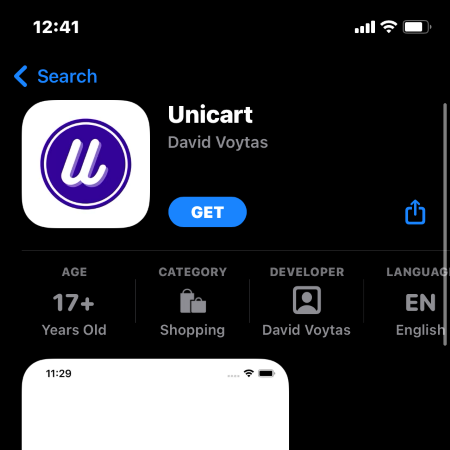 12:41
Search
Unicart
David Voytas
GET
AGE
17+
Years Old
CATEGORY
Shopping
DEVELOPER
David Voytas
LANGUAG
EN
English
11:29